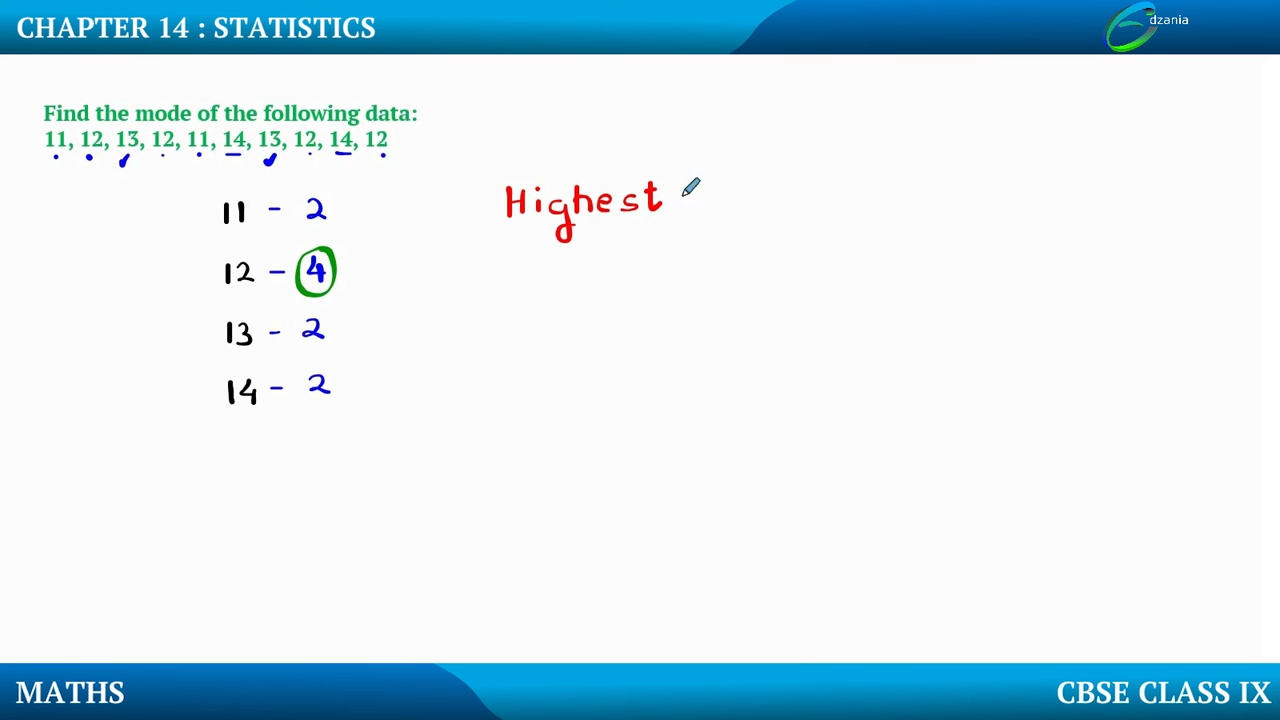 CHAPTER 14 : STATISTICS
dzania
Find the mode of the following data:
11, 12, 13, 12, 11, 14, 13, 12, 14, 12
11 - 2
12 - 4
13 - 2
14 - 2
Highest
MATHS
CBSE CLASS IX